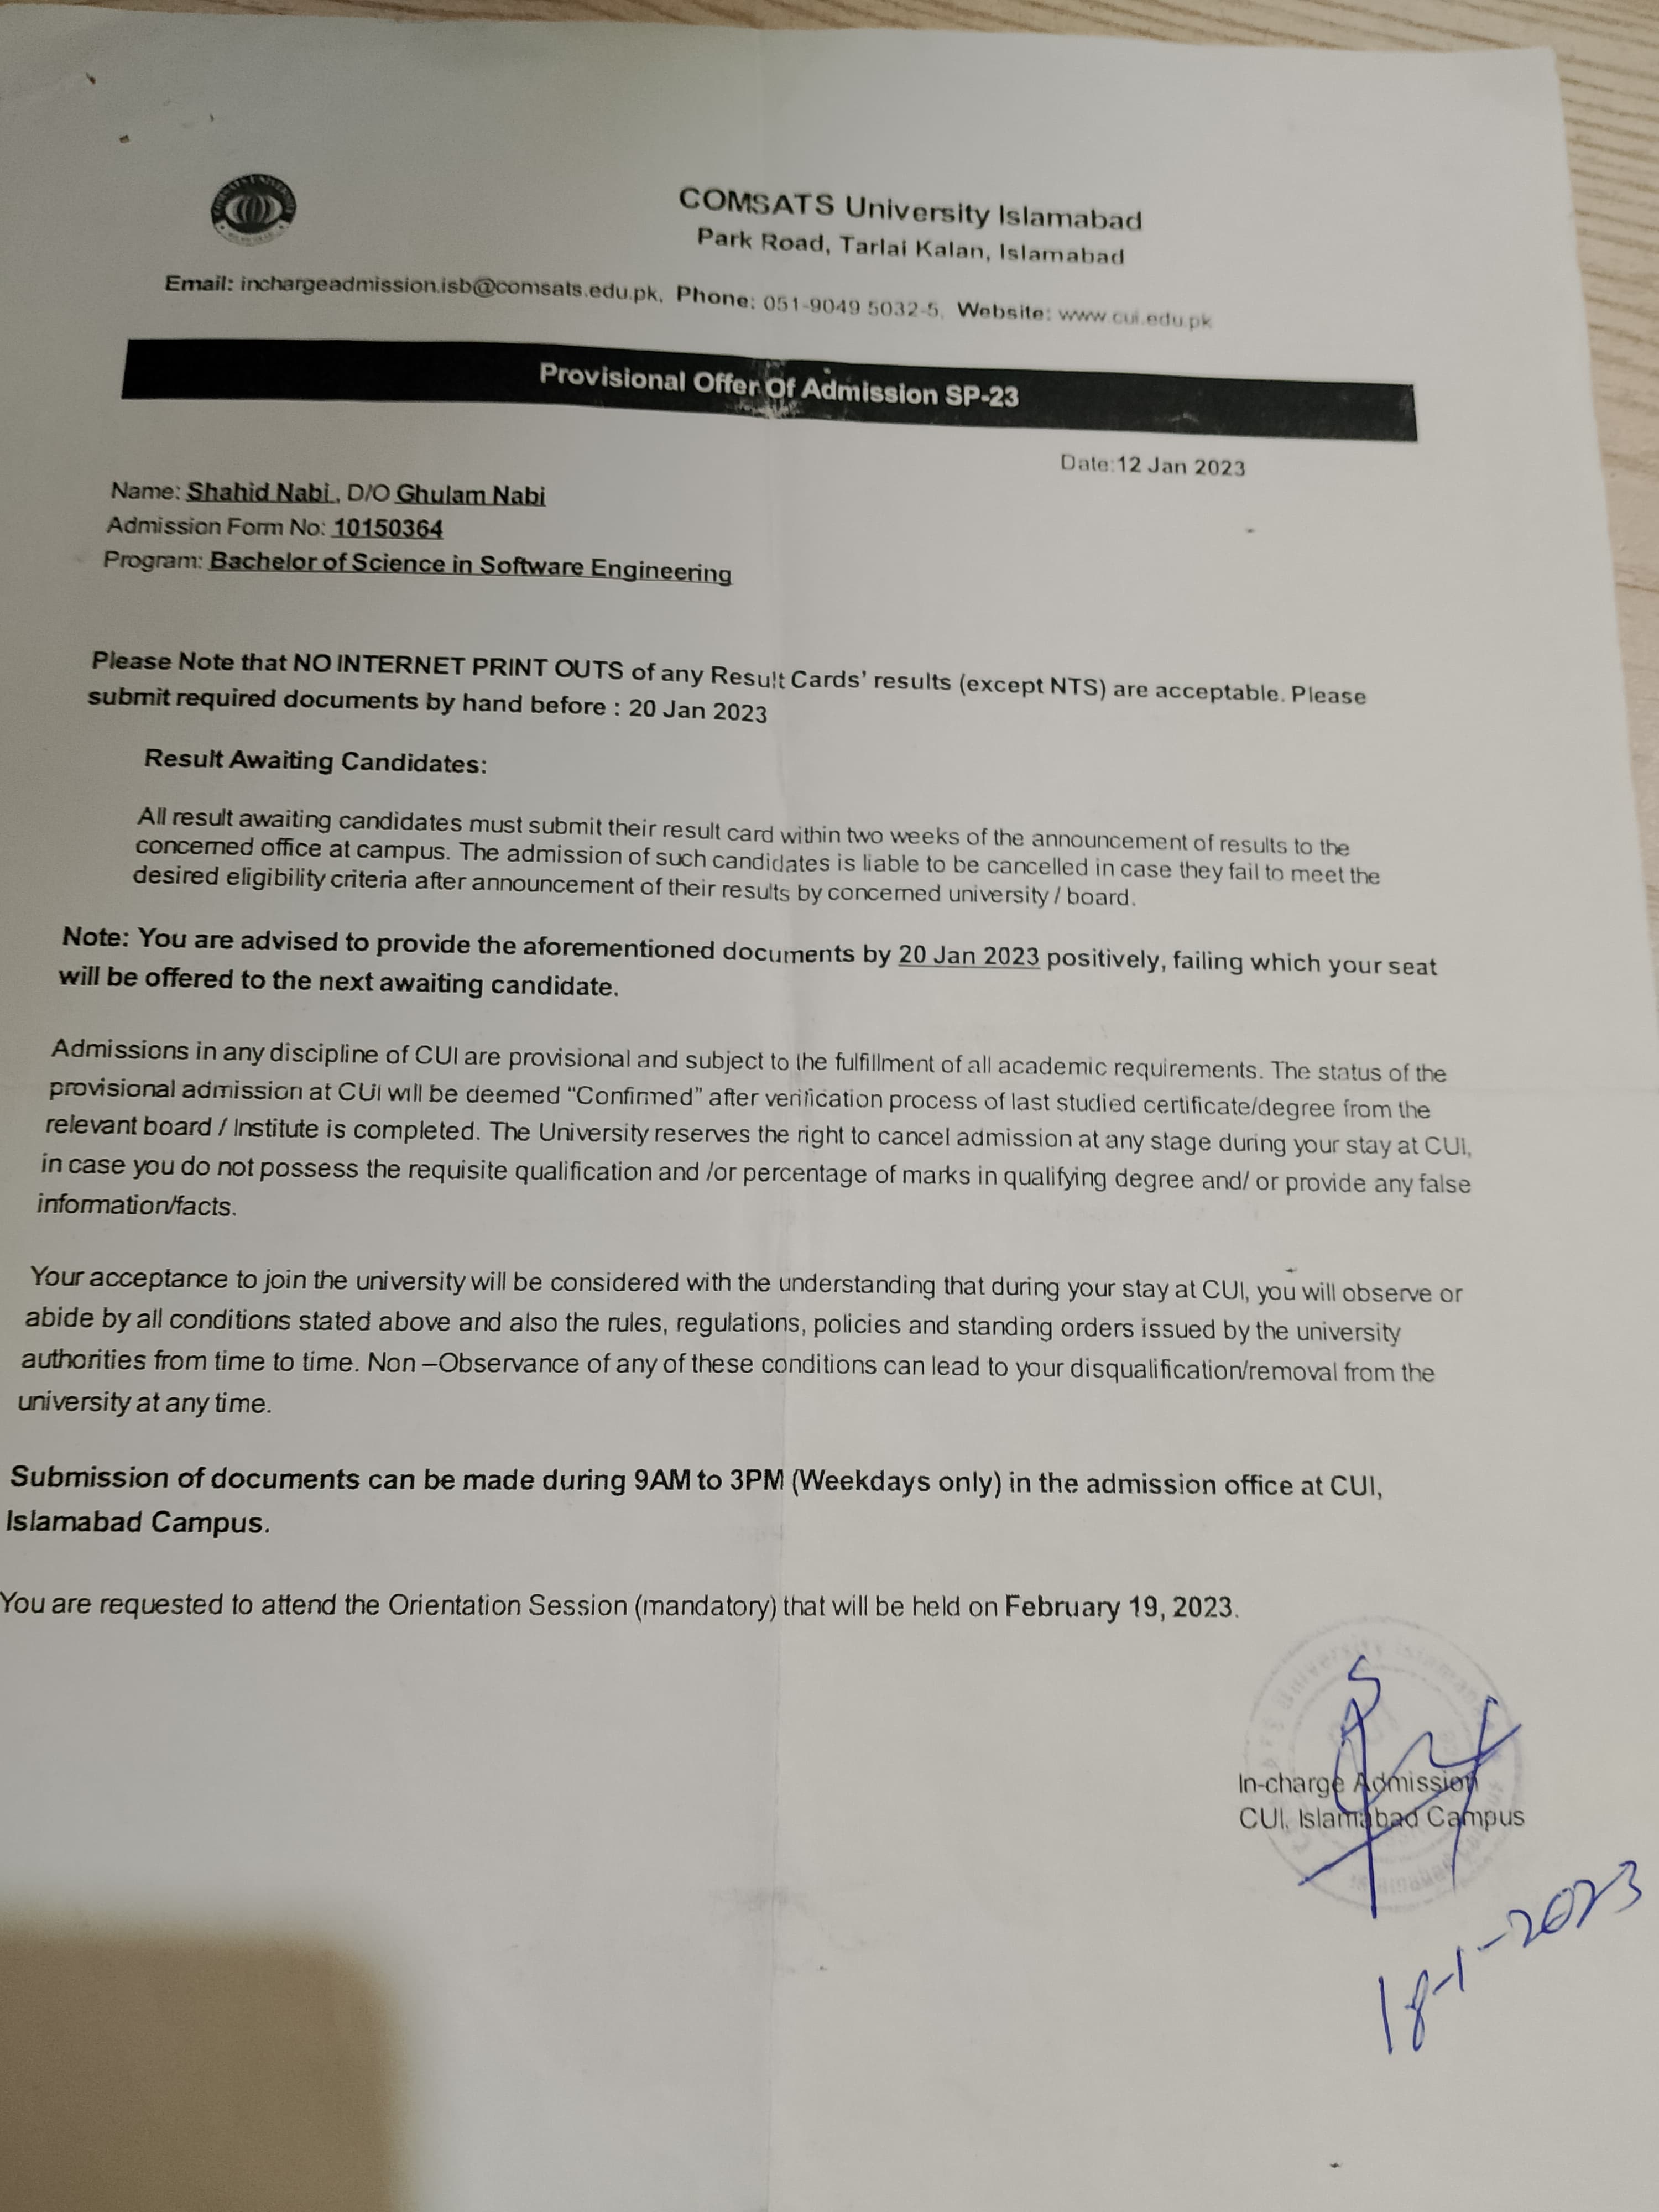 COMSATS University Islamabad
Park Road, Tarlai Kalan, Islamabad
Email: inchargeadmission.isb@comsats.edu.pk, Phone: 051-9049 5032-5, Website: www.cui.edu.pk
Provisional Offer Of Admission SP-23
Date:12 Jan 2023
Name: Shahid Nabi , D/O Ghulam Nabi
Admission Form No: 10150364
Program: Bachelor of Science in Software Engineering
Please Note that NO INTERNET PRINT OUTS of any Result Cards' results (except NTS) are acceptable. Please
submit required documents by hand before : 20 Jan 2023
Result Awaiting Candidates:
All result awaiting candidates must submit their result card within two weeks of the announcement of results to the
concerned office at campus. The admission of such candidates is liable to be cancelled in case they fail to meet the
desired eligibility criteria after announcement of their results by concerned university / board.
Note: You are advised to provide the aforementioned documents by 20 Jan 2023 positively, failing which your seat
will be offered to the next awaiting candidate.
Admissions in any discipline of CUI are provisional and subject to the fulfillment of all academic requirements. The status of the
provisional admission at CUI will be deemed “Confirmed” after verification process of last studied certificate/degree from the
relevant board / Institute is completed. The University reserves the right to cancel admission at any stage during your stay at CUI,
in case you do not possess the requisite qualification and /or percentage of marks in qualifying degree and/ or provide any false
information/facts.
Your acceptance to join the university will be considered with the understanding that during your stay at CUI, you will observe or
abide by all conditions stated above and also the rules, regulations, policies and standing orders issued by the university
authorities from time to time. Non –Observance of any of these conditions can lead to your disqualification/removal from the
university at any time.
Submission of documents can be made during 9AM to 3PM (Weekdays only) in the admission office at CUI,
Islamabad Campus.
You are requested to attend the Orientation Session (mandatory) that will be held on February 19, 2023.
In-charge Admission
CUI, Islamabad Campus
18-1-2023